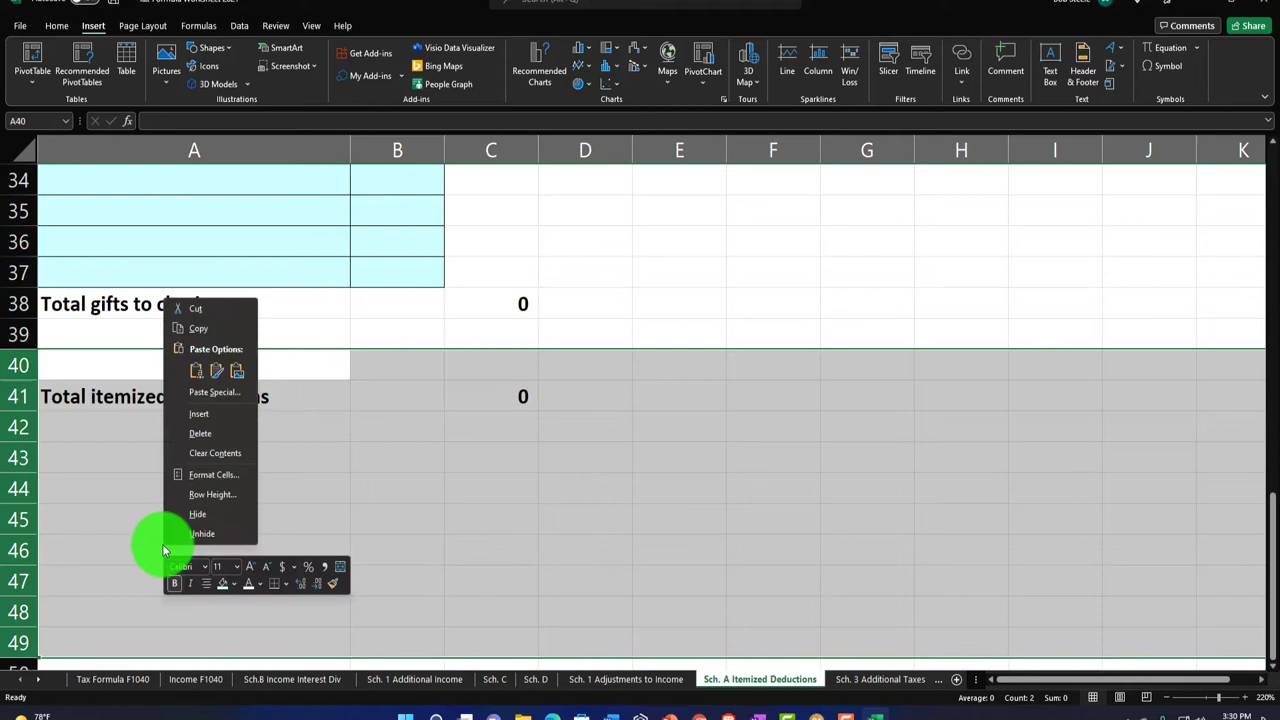 File Home Insert Page Layout Formulas Data Review View Help Comments Share
PivotTable Recommended PivotTables Table Pictures Shapes Icons 3D Models SmartArt Screenshot Get Add-ins My Add-ins Visio Data Visualizer Bing Maps People Graph Recommended Charts Maps PivotChart 3D Map Line Column Win/Loss Slicer Timeline Link Comment Text Box Header & Footer Equation Symbol
Tables Illustrations Add-ins Charts Tours Sparklines Filters Links Comments Text Symbols
A40 fx
A B C D E F G H I J K
34
35
36
37
38 Total gifts to 0
39
40
41 Total itemized 0
42
43
44
45
46
47
48
49
Cut
Copy
Paste Options:
Paste Special...
Insert
Delete
Clear Contents
Format Cells...
Row Height...
Hide
Unhide
Calibri 11 A A $ % ,
B I A
Tax Formula F1040 Income F1040 Sch.B Income Interest Div Sch. 1 Additional Income Sch. C Sch. D Sch. 1 Adjustments to Income Sch. A Itemized Deductions Sch. 3 Additional Taxes ...
Ready Average: 0 Count: 2 Sum: 0 220%
78°F 3:30 PM